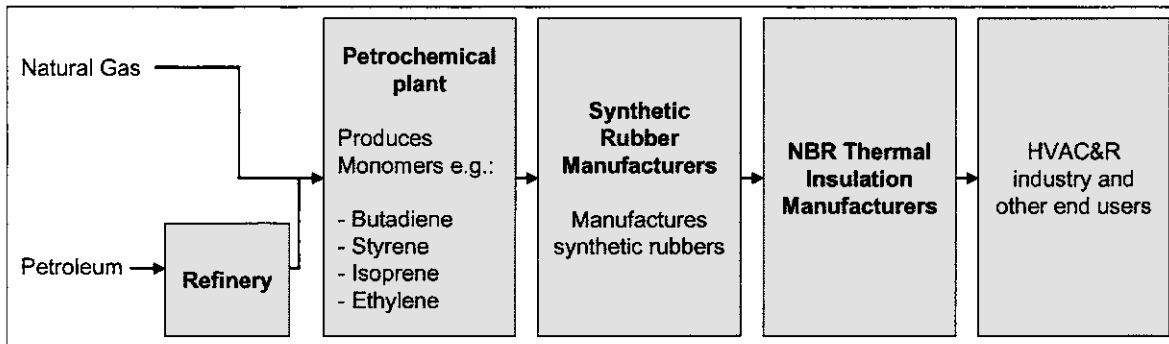 Natural Gas
Petroleum
Refinery
Petrochemical
plant
Produces
Monomers e.g.:
- Butadiene
- Styrene
- Isoprene
- Ethylene
Synthetic
Rubber
Manufacturers
Manufactures
synthetic rubbers
NBR Thermal
Insulation
Manufacturers
HVAC&R
industry and
other end users